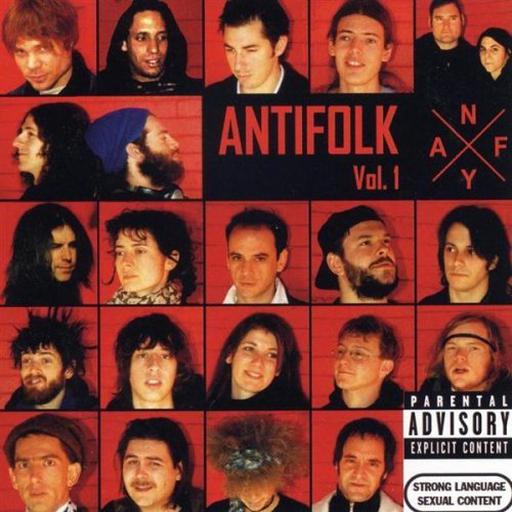 ANTIFOLK
Vol. 1
N
A F
Y
PARENTAL
ADVISORY
EXPLICIT CONTENT
STRONG LANGUAGE
SEXUAL CONTENT